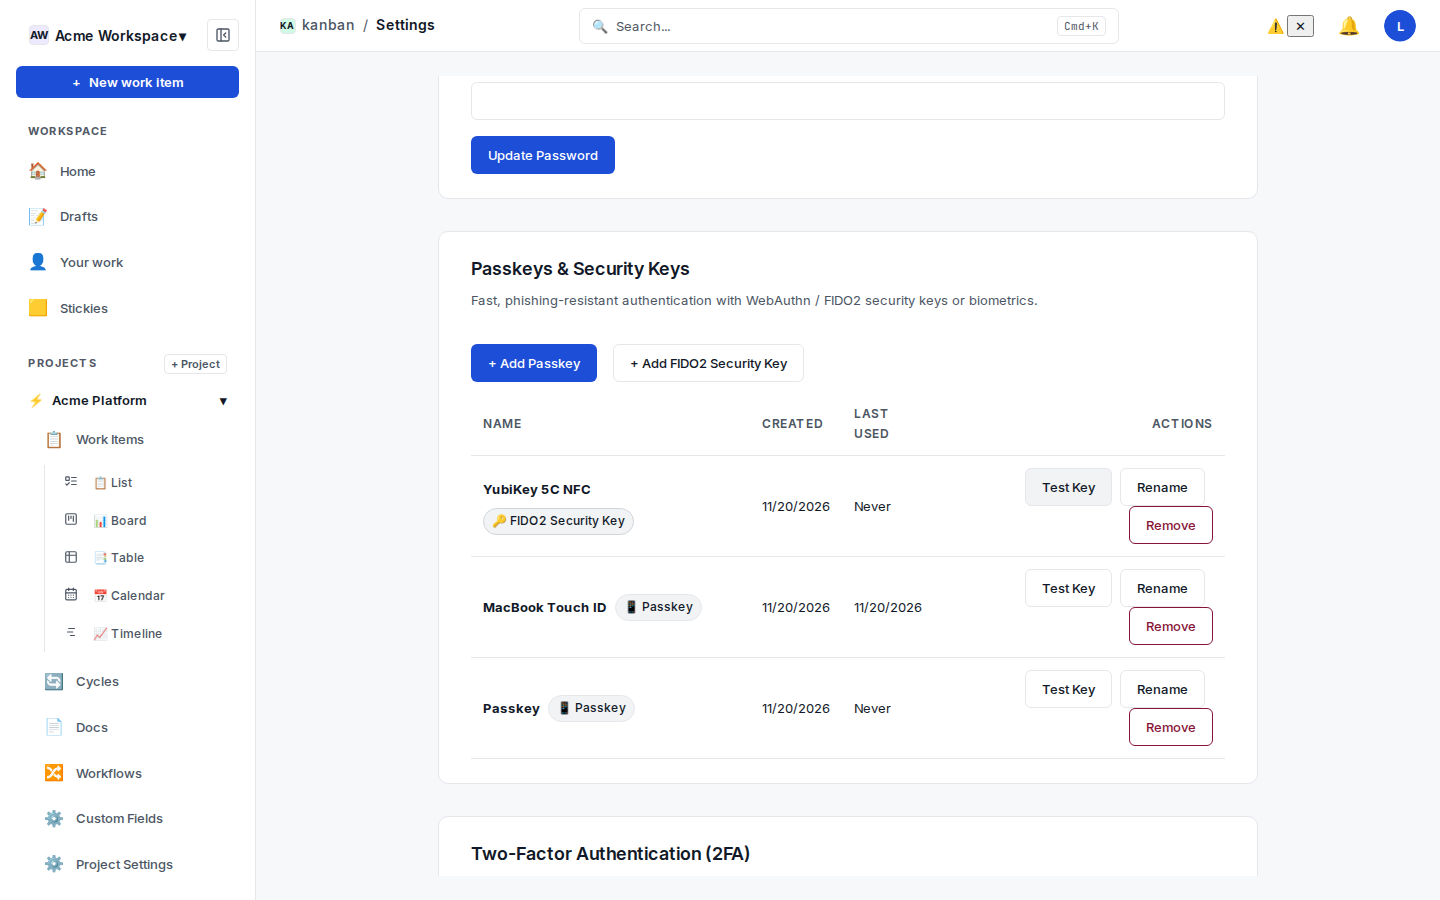 AW Acme Workspace▾
+ New work item
WORKSPACE
Home
Drafts
Your work
Stickies
PROJECTS
+ Project
Acme Platform
Work Items
List
Board
Table
Calendar
Timeline
Cycles
Docs
Workflows
Custom Fields
Project Settings
KA kanban / Settings
Search...
Cmd+K
✕
L
Update Password
Passkeys & Security Keys
Fast, phishing-resistant authentication with WebAuthn / FIDO2 security keys or biometrics.
+ Add Passkey
+ Add FIDO2 Security Key
NAME CREATED LAST USED ACTIONS
YubiKey 5C NFC
FIDO2 Security Key
11/20/2026 Never
Test Key Rename
Remove
MacBook Touch ID Passkey 11/20/2026 11/20/2026
Test Key Rename
Remove
Passkey Passkey 11/20/2026 Never
Test Key Rename
Remove
Two-Factor Authentication (2FA)